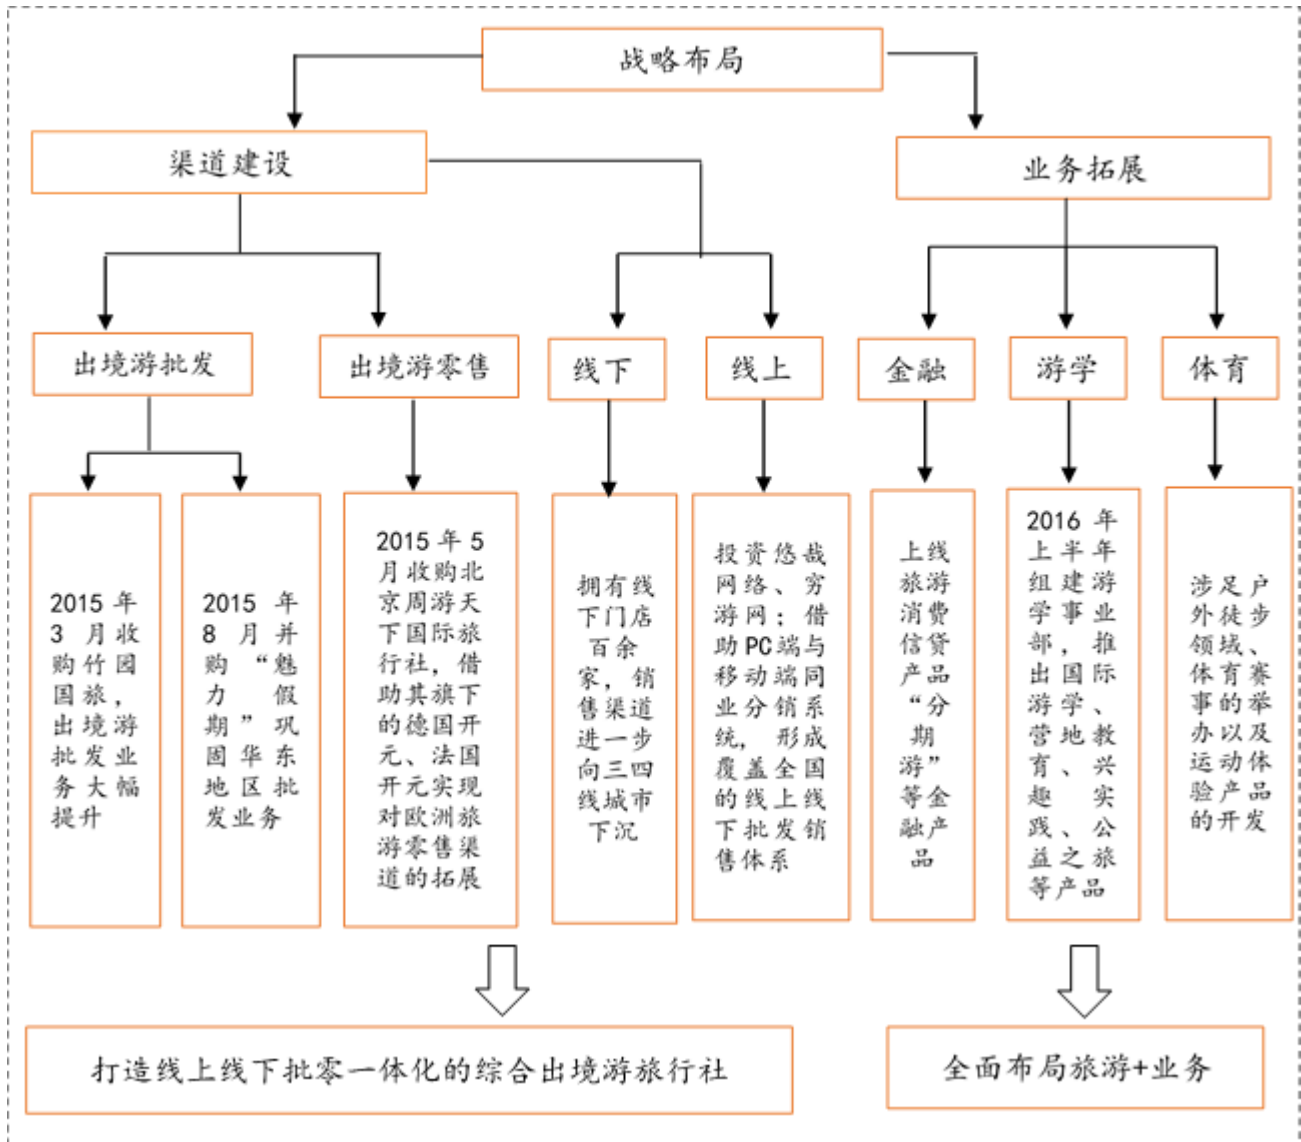 战略布局
渠道建设
业务拓展
出境游批发
出境游零售
线下
线上
金融
游学
体育
2015 年
3 月收
购竹园
国旅，
出境游
批发业
务大幅
提升
2015 年
8 月并
购“魅
力假
期”巩
固华东
地区批
发业务
2015 年 5
月收购北
京周游天
下国际旅
行社，借
助其旗下
的德国开
元、法国
开元实现
对欧洲旅
游零售渠
道的拓展
拥有线
下门店
百余
家，销
售渠道
进一步
向三四
线城市
下沉
投资悠哉
网络、穷
游网；借
助PC端与
移动端同
业分销系
统，形成
覆盖全国
的线上线
下批发销
售体系
上线
旅游
消费
信贷
产品
“分
期
游”
等金
融产
品
2016 年
上半年
组建游
学事业
部，推
出国际
游学、
营地教
育、兴
趣实
践、公
益之旅
等产品
涉足户
外徒步
领域、
体育赛
事的举
办以及
运动体
验产品
的开发
打造线上线下批零一体化的综合出境游旅行社
全面布局旅游+业务